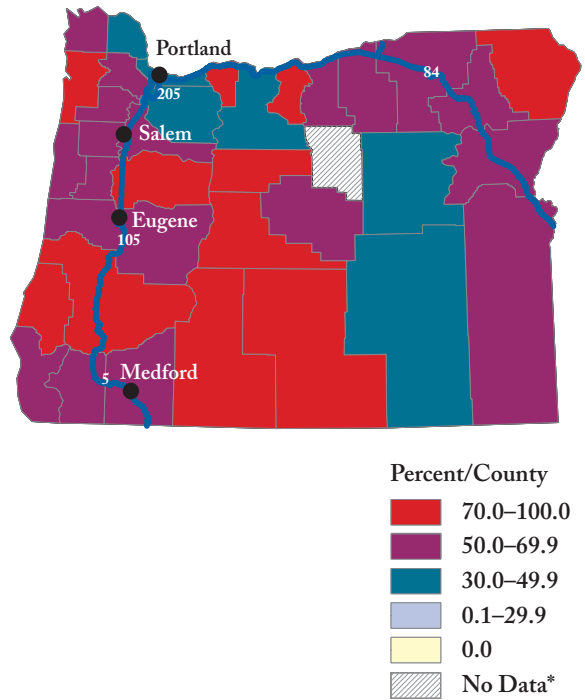 Portland
84
205
Salem
Eugene
105
5
Medford
Percent/County
70.0–100.0
50.0–69.9
30.0–49.9
0.1–29.9
0.0
No Data*